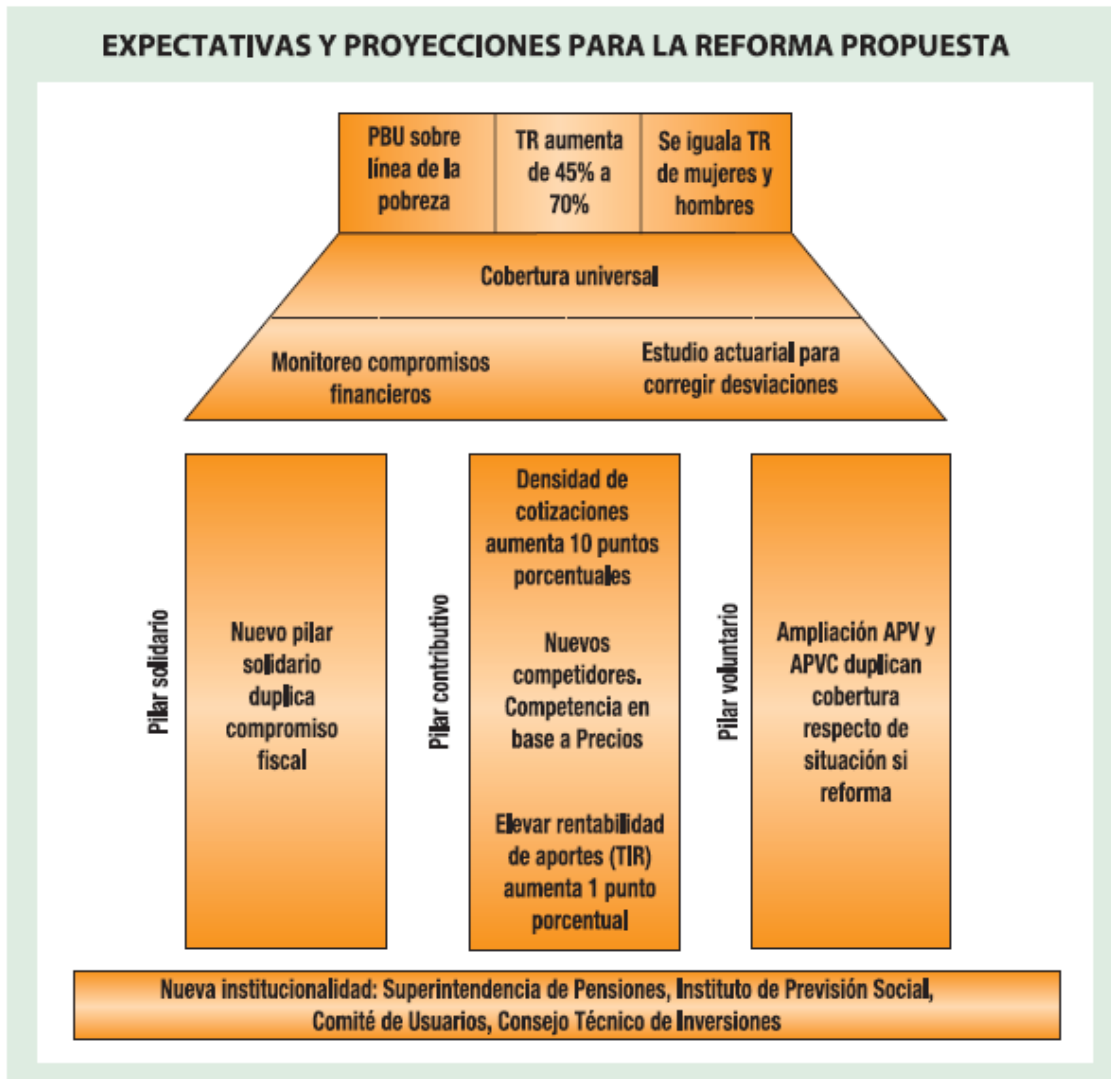 EXPECTATIVAS Y PROYECCIONES PARA LA REFORMA PROPUESTA
PBU sobre
línea de la
pobreza
TR aumenta
de 45% a
70%
Se iguala TR
de mujeres y
hombres
Cobertura universal
Monitoreo compromisos
financieros
Estudio actuarial para
corregir desviaciones
Pilar solidario
Nuevo pilar
solidario
duplica
compromiso
fiscal
Pilar contributivo
Densidad de
cotizaciones
aumenta 10 puntos
porcentuales
Nuevos
competidores.
Competencia en
base a Precios
Elevar rentabilidad
de aportes (TIR)
aumenta 1 punto
porcentual
Pilar voluntario
Ampliación APV y
APVC duplican
cobertura
respecto de
situación si
reforma
Nueva institucionalidad: Superintendencia de Pensiones, Instituto de Previsión Social,
Comité de Usuarios, Consejo Técnico de Inversiones